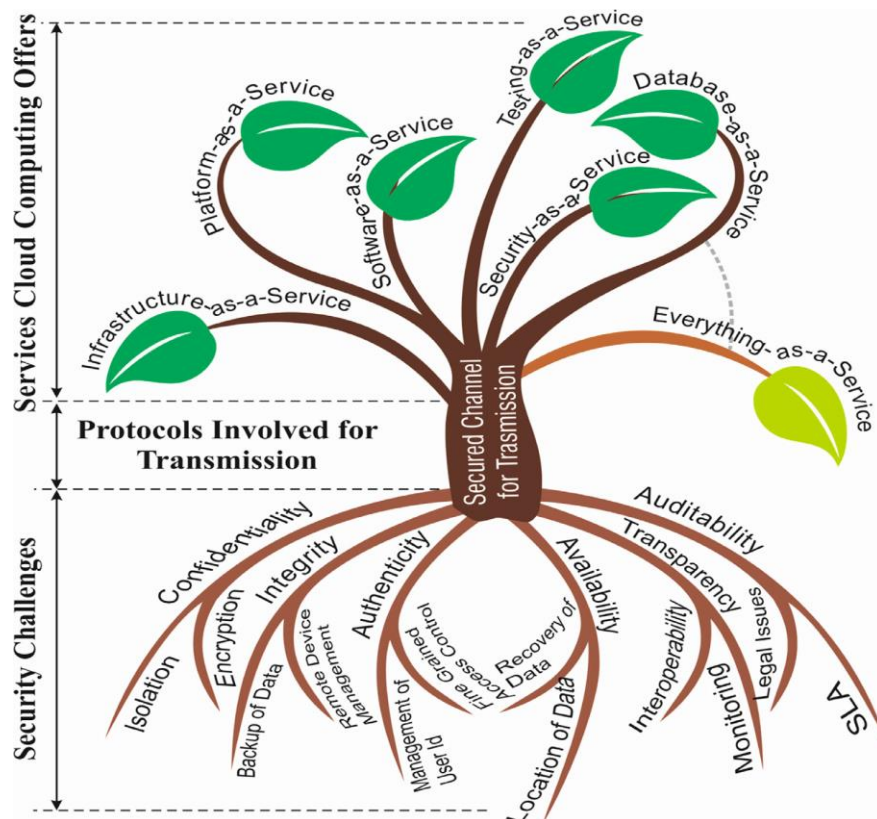 Services Cloud Computing Offers
Infrastructure-as-a-Service
Platform-as-a-Service
Software-as-a-Service
Testing-as-a-Service
Security-as-a-Service
Database-as-a-Service
Everything-as-a-Service
Protocols Involved for
Transmission
Secured Channel
for Trasmission
Security Challenges
Confidentiality
Isolation
Encryption
Integrity
Backup of Data
Remote Device
Management
Authenticity
Management of
User Id
Fine Grained
Access Control
Availability
Recovery of
Data
Location of Data
Transparency
Interoperability
Monitoring
Auditability
Legal Issues
SLA